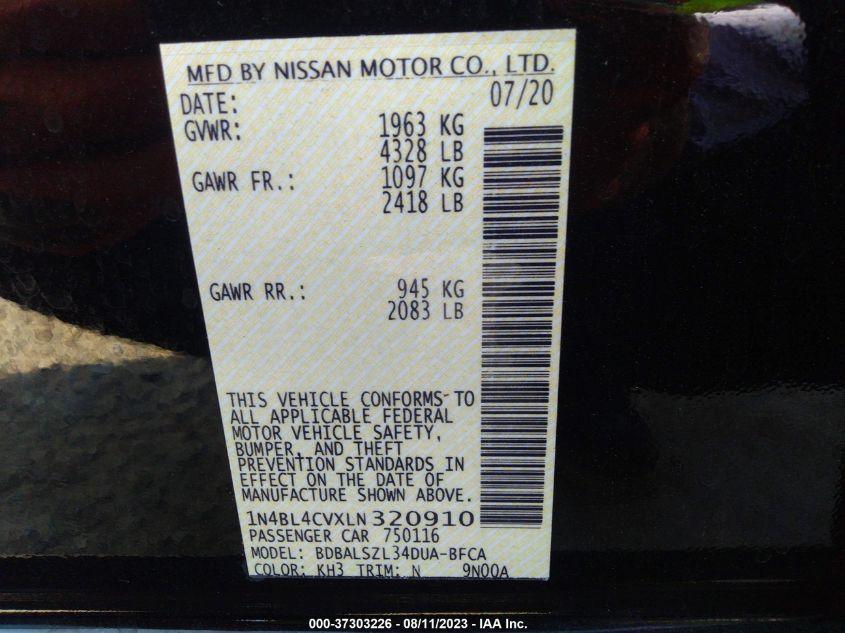 MFD BY NISSAN MOTOR CO., LTD.
DATE: 07/20
GVWR: 1963 KG
4328 LB
GAWR FR.: 1097 KG
2418 LB
GAWR RR.: 945 KG
2083 LB
THIS VEHICLE CONFORMS TO
ALL APPLICABLE FEDERAL
MOTOR VEHICLE SAFETY,
BUMPER, AND THEFT
PREVENTION STANDARDS IN
EFFECT ON THE DATE OF
MANUFACTURE SHOWN ABOVE.
1N4BL4CVXLN320910
PASSENGER CAR 750116
MODEL: BDBALSZL34DUA-BFCA
COLOR: KH3 TRIM: N 9N00A
000-37303226 - 08/11/2023 - IAA Inc.